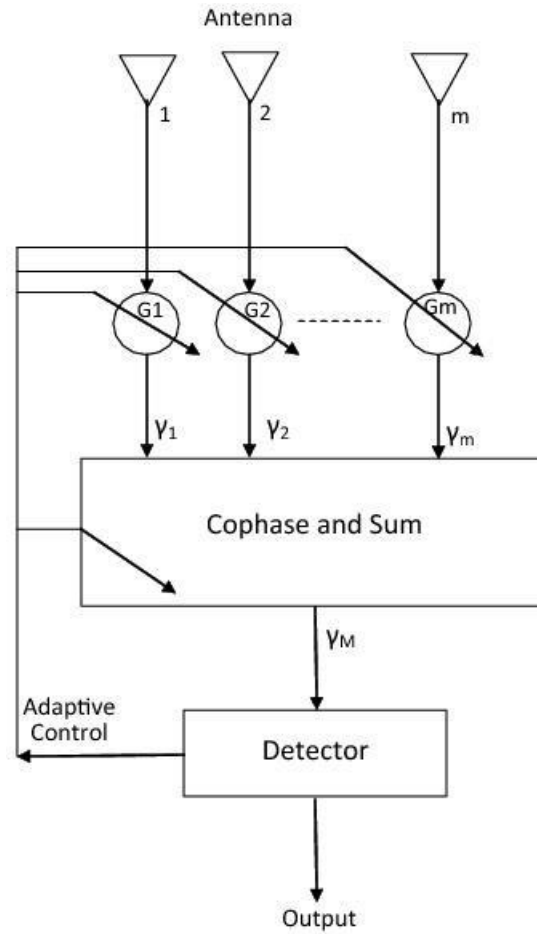 Antenna
1
2
m
G1
G2
Gm
γ1
γ2
γm
Cophase and Sum
γM
Adaptive
Control
Detector
Output